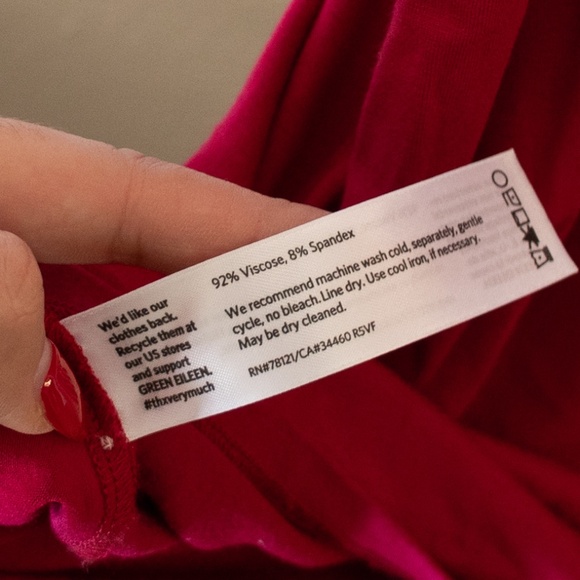 We'd like our
clothes back.
Recycle them at
our US stores
and support
GREEN EILEEN.
#thxverymuch
92% Viscose, 8% Spandex
We recommend machine wash cold, separately, gentle
cycle, no bleach. Line dry. Use cool iron, if necessary.
May be dry cleaned.
RN#78121/CA#34460 R5VF